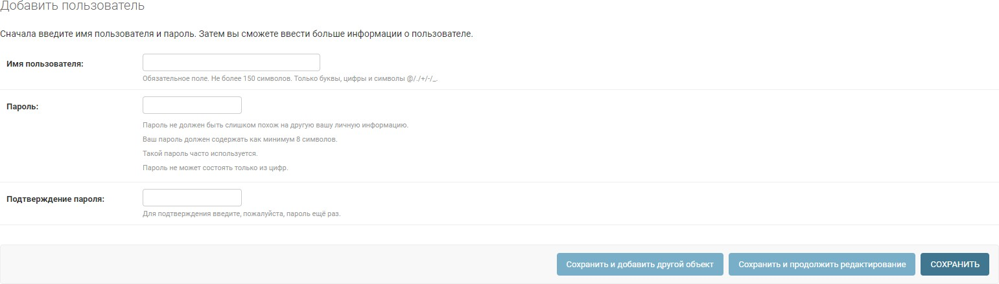 Добавить пользователь
Сначала введите имя пользователя и пароль. Затем вы сможете ввести больше информации о пользователе.
Имя пользователя:
Обязательное поле. Не более 150 символов. Только буквы, цифры и символы @/./+/-/_.
Пароль:
Пароль не должен быть слишком похож на другую вашу личную информацию.
Ваш пароль должен содержать как минимум 8 символов.
Такой пароль часто используется.
Пароль не может состоять только из цифр.
Подтверждение пароля:
Для подтверждения введите, пожалуйста, пароль ещё раз.
Сохранить и добавить другой объект Сохранить и продолжить редактирование СОХРАНИТЬ